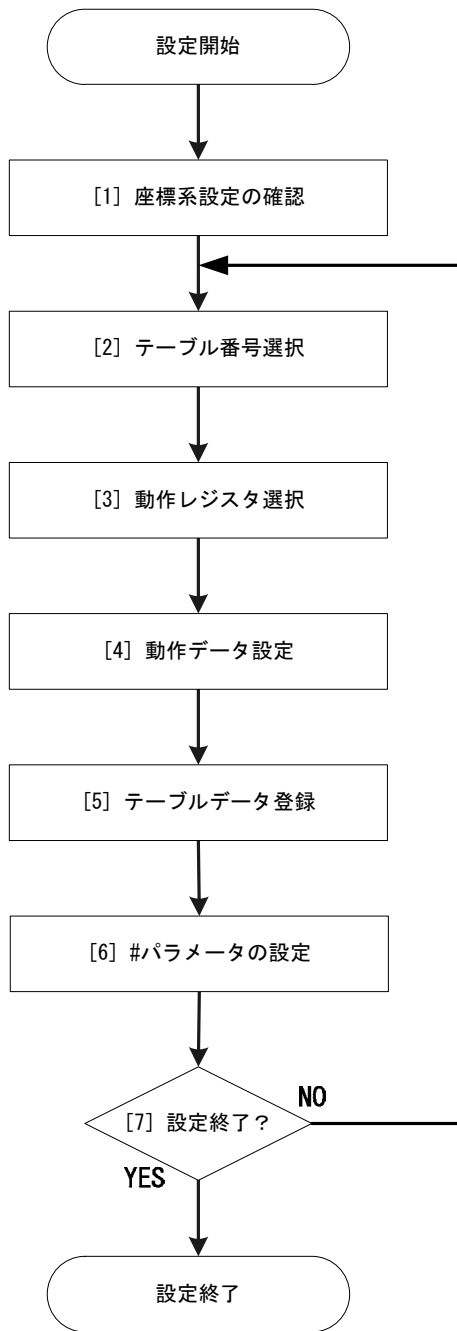 設定開始
[1] 座標系設定の確認
[2] テーブル番号選択
[3] 動作レジスタ選択
[4] 動作データ設定
[5] テーブルデータ登録
[6] #パラメータの設定
[7] 設定終了？
NO
YES
設定終了